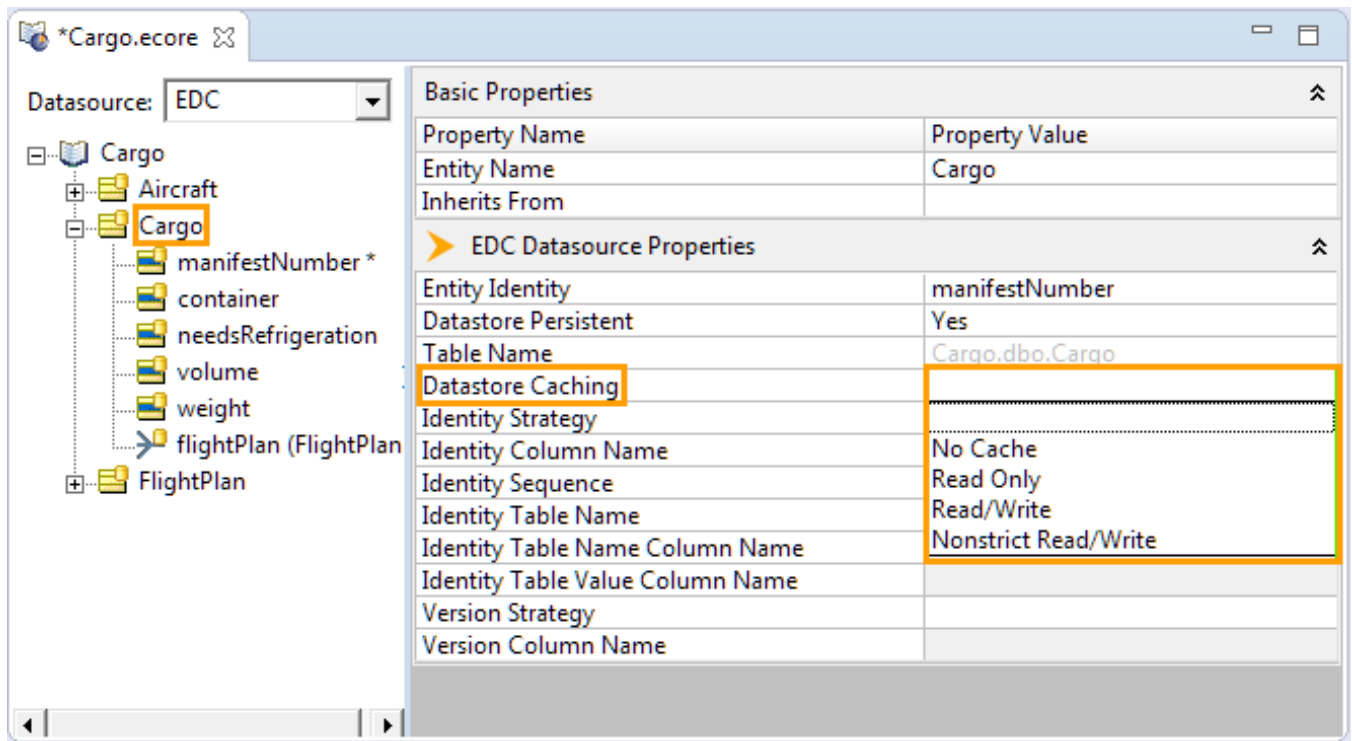 *Cargo.ecore
Datasource: EDC
Cargo
Aircraft
Cargo
manifestNumber *
container
needsRefrigeration
volume
weight
flightPlan (FlightPlan
FlightPlan
Basic Properties
Property Name Property Value
Entity Name Cargo
Inherits From
EDC Datasource Properties
Entity Identity manifestNumber
Datastore Persistent Yes
Table Name Cargo.dbo.Cargo
Datastore Caching
Identity Strategy
Identity Column Name No Cache
Identity Sequence Read Only
Identity Table Name Read/Write
Identity Table Name Column Name Nonstrict Read/Write
Identity Table Value Column Name
Version Strategy
Version Column Name